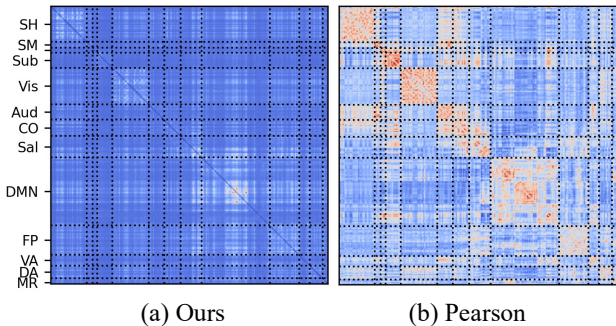 SH
SM
Sub
Vis
Aud
CO
Sal
DMN
FP
VA
DA
MR
(a) Ours
(b) Pearson